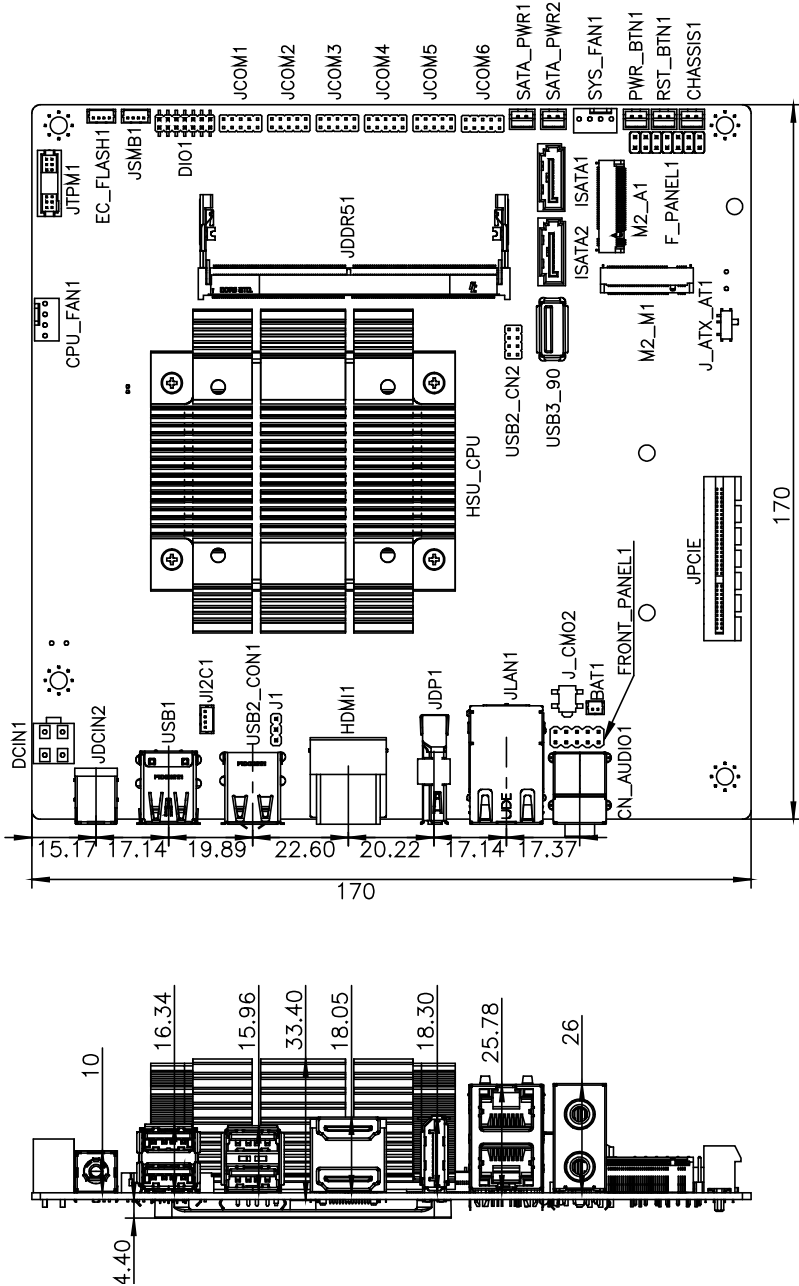 JCOM1
JCOM2
JCOM3
JCOM4
JCOM5
JCOM6
SATA_PWR1
SATA_PWR2
SYS_FAN1
PWR_BTN1
RST_BTN1
CHASSIS1
JTPM1
EC_FLASH1
JSMB1
DIO1
JDDR51
ISATA1
ISATA2
M2_A1
F_PANEL1
CPU_FAN1
M2_M1
J_ATX_AT1
USB2_CN2
USB3_90
HSU_CPU
170
JPCIE
DCIN1
JDCIN2
USB1
JI2C1
USB2_CON1
J1
HDMI1
JDP1
JLAN1
J_CMO2
BAT1
FRONT_PANEL1
CN_AUDIO1
UDE
15.17
17.14
19.89
22.60
20.22
17.14
17.37
170
10
16.34
15.96
33.40
18.05
18.30
25.78
26
4.40